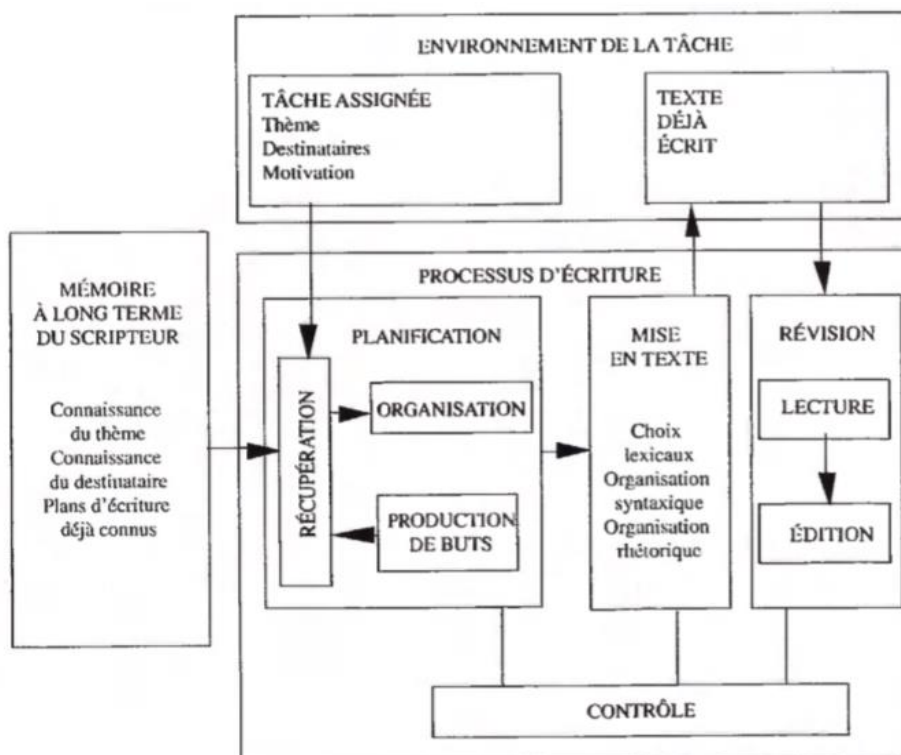 ENVIRONNEMENT DE LA TÂCHE
TÂCHE ASSIGNÉE
Thème
Destinataires
Motivation
TEXTE
DÉJÀ
ÉCRIT
MÉMOIRE
À LONG TERME
DU SCRIPTEUR
Connaissance
du thème
Connaissance
du destinataire
Plans d'écriture
déjà connus
PROCESSUS D'ÉCRITURE
PLANIFICATION
RÉCUPÉRATION
ORGANISATION
PRODUCTION
DE BUTS
MISE
EN TEXTE
Choix
lexicaux
Organisation
syntaxique
Organisation
rhétorique
RÉVISION
LECTURE
ÉDITION
CONTRÔLE